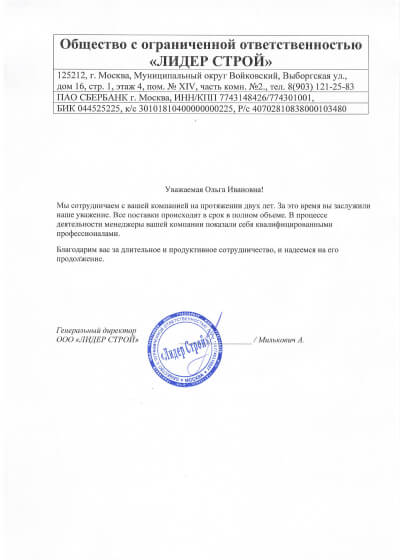 Общество с ограниченной ответственностью
«ЛИДЕР СТРОЙ»
125212, г. Москва, Муниципальный округ Войковский, Выборгская ул.,
дом 16, стр. 1, этаж 4, пом. № XIV, часть комн. №2., тел. 8(903) 121-25-83
ПАО СБЕРБАНК г. Москва, ИНН/КПП 7743148426/774301001,
БИК 044525225, к/с 30101810400000000225, Р/с 40702810838000103480
Уважаемая Ольга Ивановна!
Мы сотрудничаем с вашей компанией на протяжении двух лет. За это время вы заслужили
наше уважение. Все поставки происходят в срок в полном объеме. В процессе
деятельности менеджеры вашей компании показали себя квалифицированными
профессионалами.
Благодарим вас за длительное и продуктивное сотрудничество, и надеемся на его
продолжение.
Генеральный директор
ООО «ЛИДЕР СТРОЙ»
/ Милькович А.
«Лидер Строй»
МОСКВА